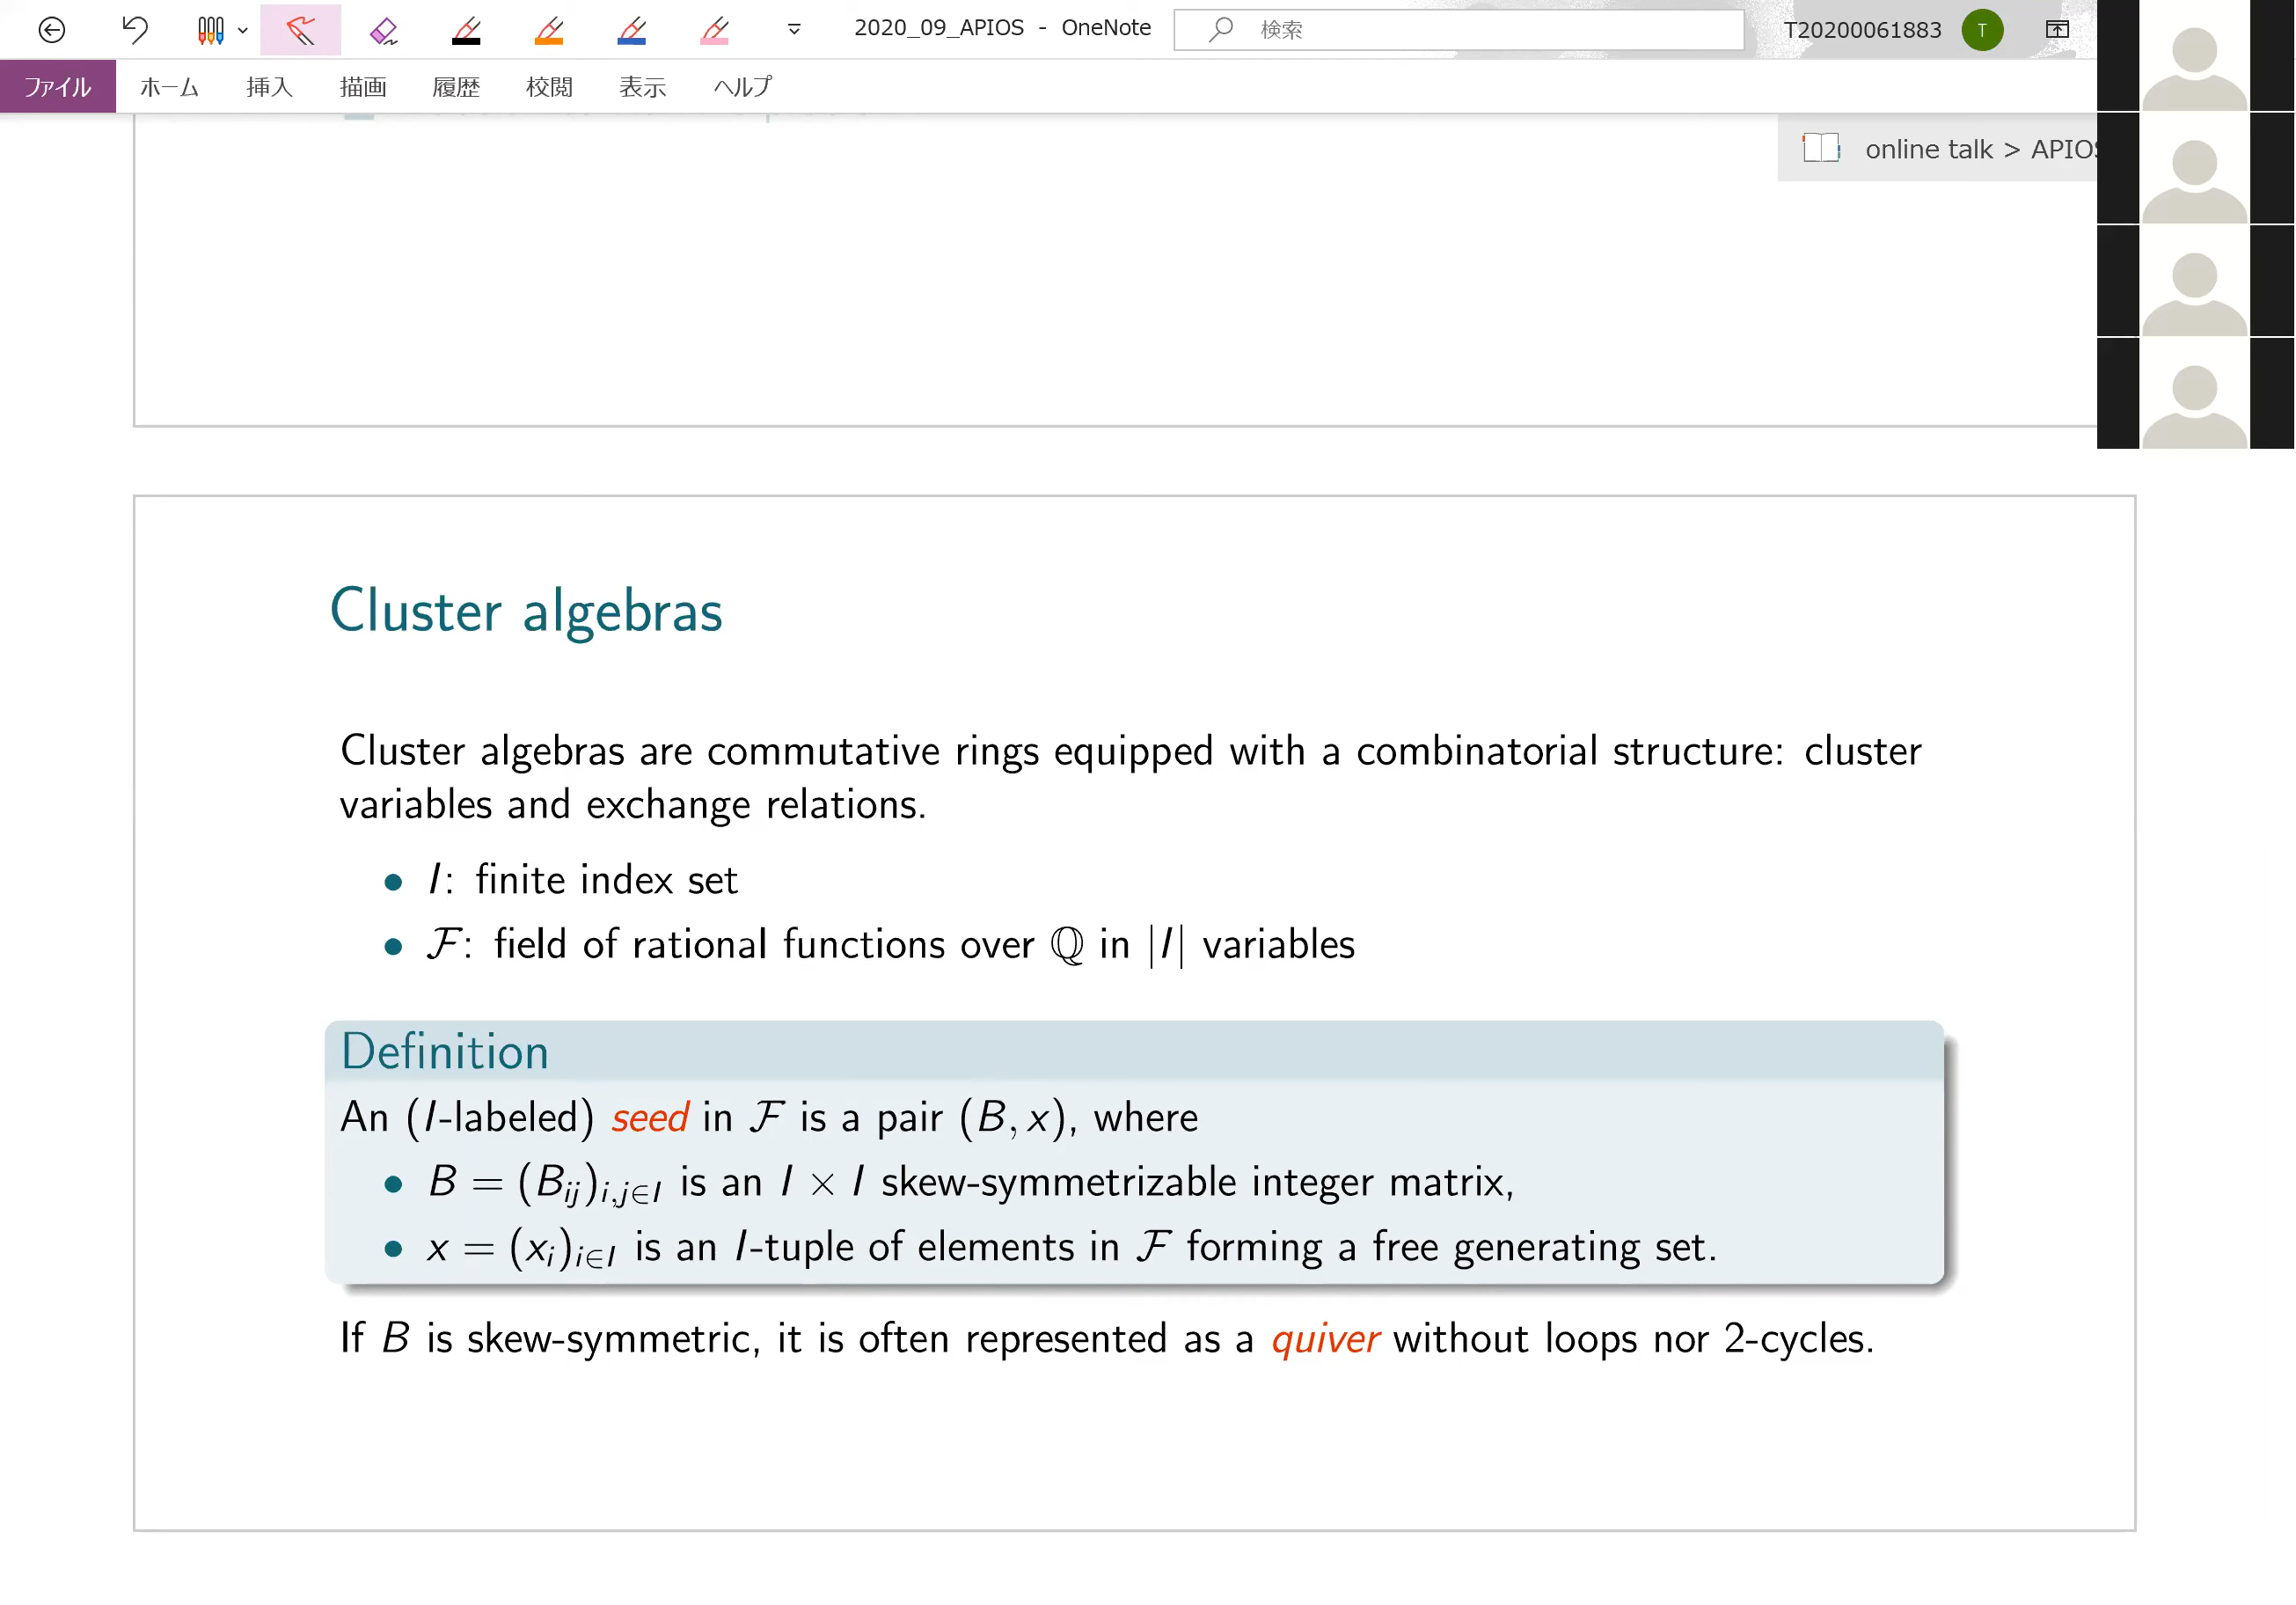 2020_09_APIOS - OneNote
検索
T20200061883
T
ファイル ホーム 挿入 描画 履歴 校閲 表示 ヘルプ
online talk > APIOS
Cluster algebras
Cluster algebras are commutative rings equipped with a combinatorial structure: cluster
variables and exchange relations.
• I: finite index set
• ℱ: field of rational functions over ℚ in |I| variables
Definition
An (I-labeled) seed in ℱ is a pair (B, x), where
• B = (B_{ij})_{i,j∈I} is an I × I skew-symmetrizable integer matrix,
• x = (x_i)_{i∈I} is an I-tuple of elements in ℱ forming a free generating set.
If B is skew-symmetric, it is often represented as a quiver without loops nor 2-cycles.